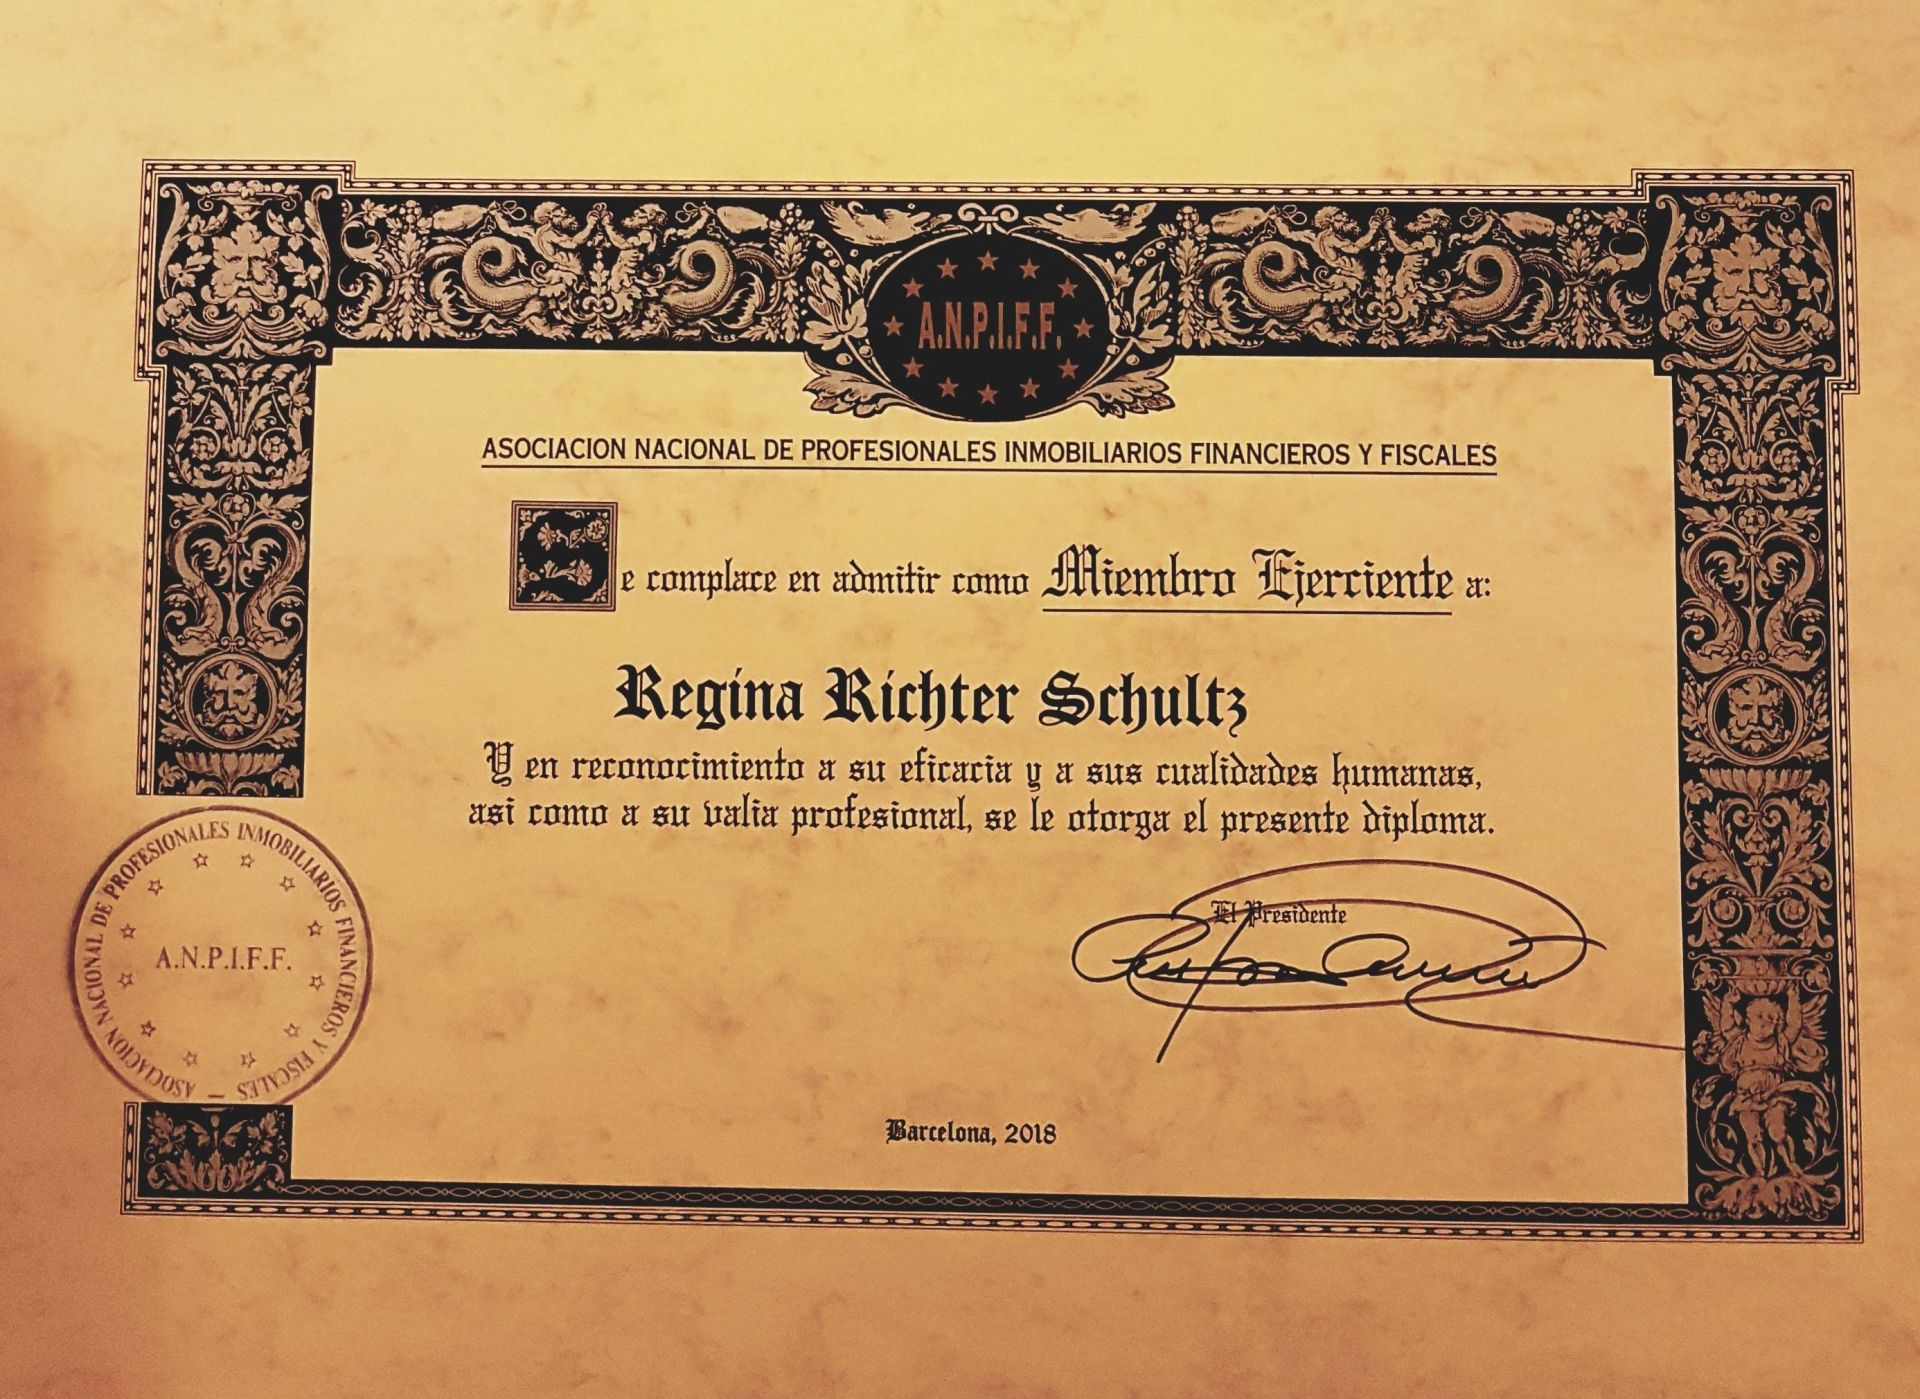 A.N.P.I.F.F.
ASOCIACION NACIONAL DE PROFESIONALES INMOBILIARIOS FINANCIEROS Y FISCALES
Se complace en admitir como Miembro Ejerciente a:
Regina Richter Schultz
Y en reconocimiento a su eficacia y a sus cualidades humanas,
asi como a su valia profesional, se le otorga el presente diploma.
El Presidente
ASOCIACION NACIONAL DE PROFESIONALES INMOBILIARIOS FINANCIEROS Y FISCALES –
A.N.P.I.F.F.
Barcelona, 2018